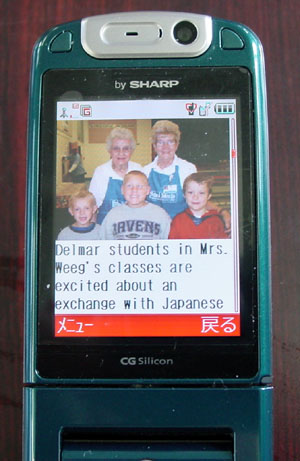 by SHARP
RAVENS
Delmar students in Mrs.
Weeg's classes are
excited about an
exchange with Japanese
ﾒﾆｭｰ 戻る
CG Silicon